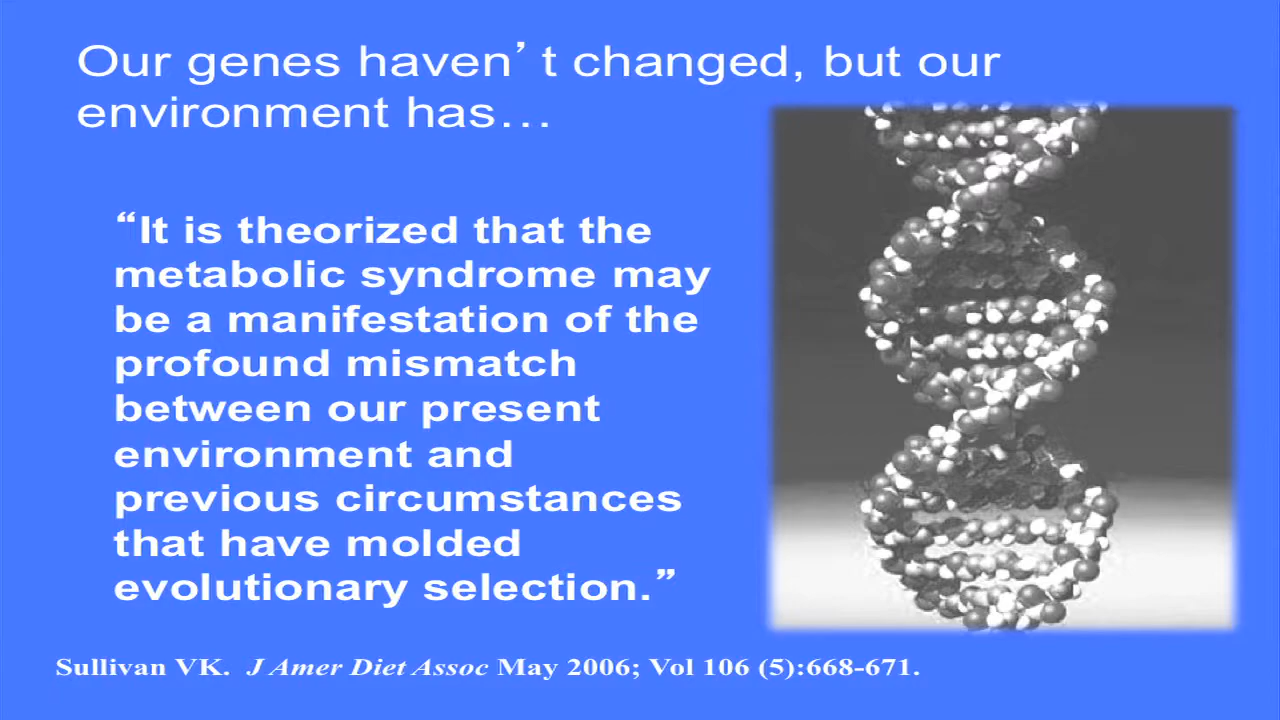 Our genes haven’t changed, but our
environment has…
“It is theorized that the
metabolic syndrome may
be a manifestation of the
profound mismatch
between our present
environment and
previous circumstances
that have molded
evolutionary selection.”
Sullivan VK. J Amer Diet Assoc May 2006; Vol 106 (5):668-671.